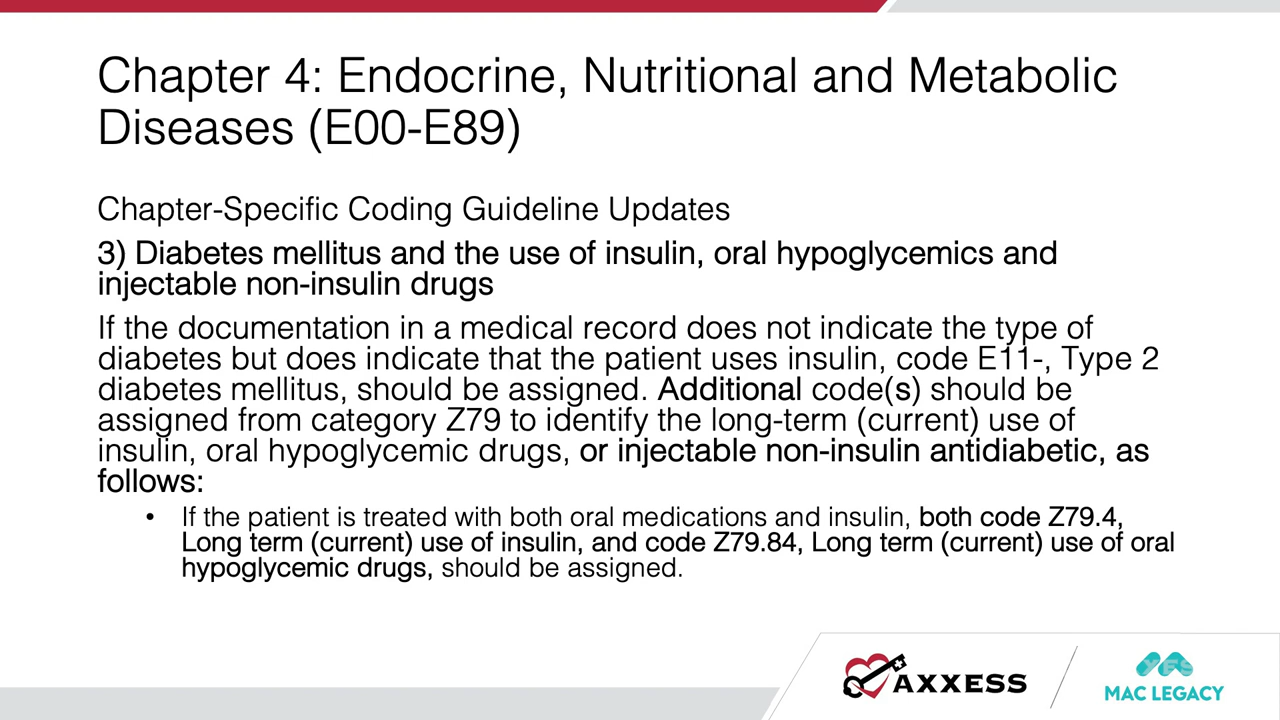 Chapter 4: Endocrine, Nutritional and Metabolic
Diseases (E00-E89)
Chapter-Specific Coding Guideline Updates
3) Diabetes mellitus and the use of insulin, oral hypoglycemics and
injectable non-insulin drugs
If the documentation in a medical record does not indicate the type of
diabetes but does indicate that the patient uses insulin, code E11-, Type 2
diabetes mellitus, should be assigned. Additional code(s) should be
assigned from category Z79 to identify the long-term (current) use of
insulin, oral hypoglycemic drugs, or injectable non-insulin antidiabetic, as
follows:
• If the patient is treated with both oral medications and insulin, both code Z79.4,
Long term (current) use of insulin, and code Z79.84, Long term (current) use of oral
hypoglycemic drugs, should be assigned.
AXXESS
MAC LEGACY